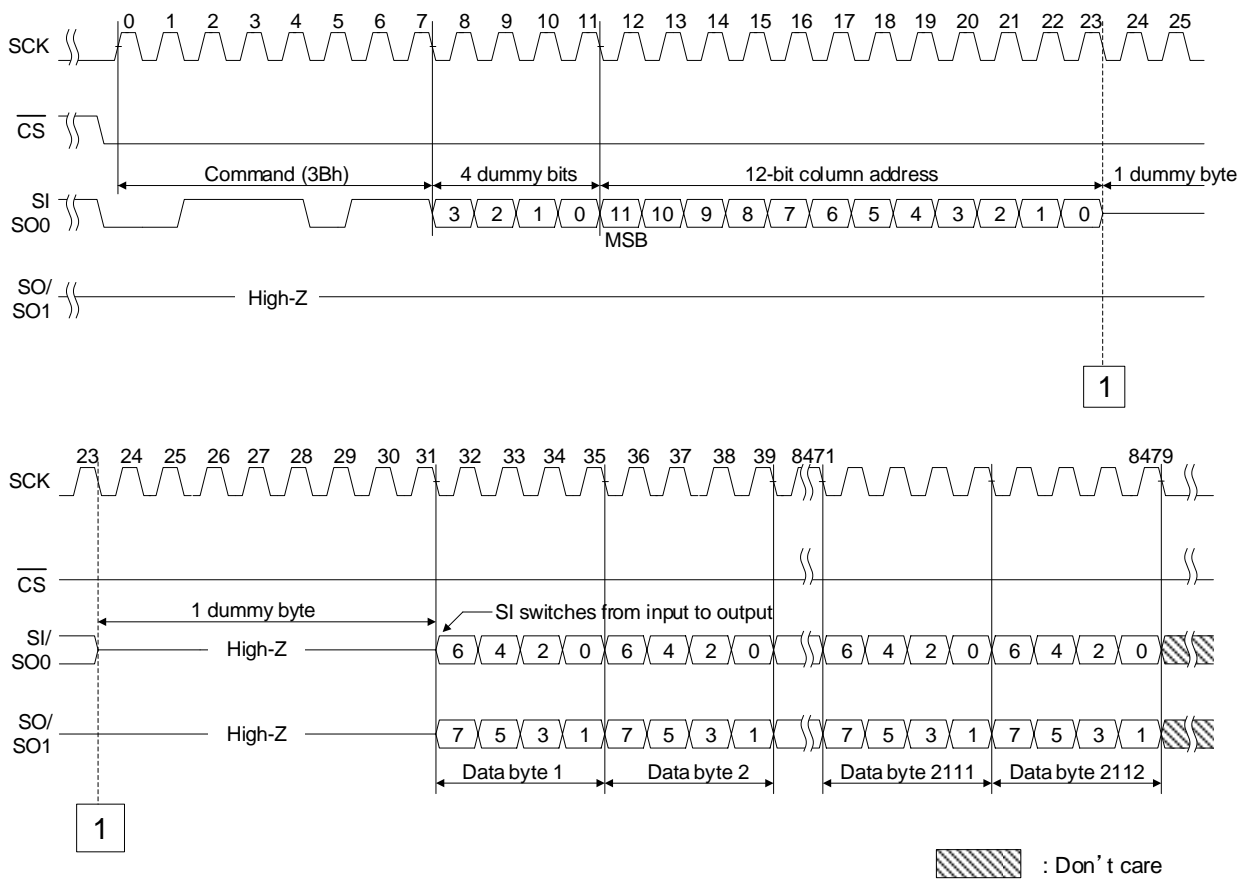 0 1 2 3 4 5 6 7 8 9 10 11 12 13 14 15 16 17 18 19 20 21 22 23 24 25
SCK
CS
Command (3Bh) 4 dummy bits 12-bit column address 1 dummy byte
SI
SO0
3 2 1 0 11 10 9 8 7 6 5 4 3 2 1 0
MSB
SO/
SO1
High-Z
1
23 24 25 26 27 28 29 30 31 32 33 34 35 36 37 38 39 8471 8479
SCK
CS
1 dummy byte SI switches from input to output
SI/
SO0
High-Z 6 4 2 0 6 4 2 0 6 4 2 0 6 4 2 0
SO/
SO1
High-Z 7 5 3 1 7 5 3 1 7 5 3 1 7 5 3 1
Data byte 1 Data byte 2 Data byte 2111 Data byte 2112
1
: Don’t care